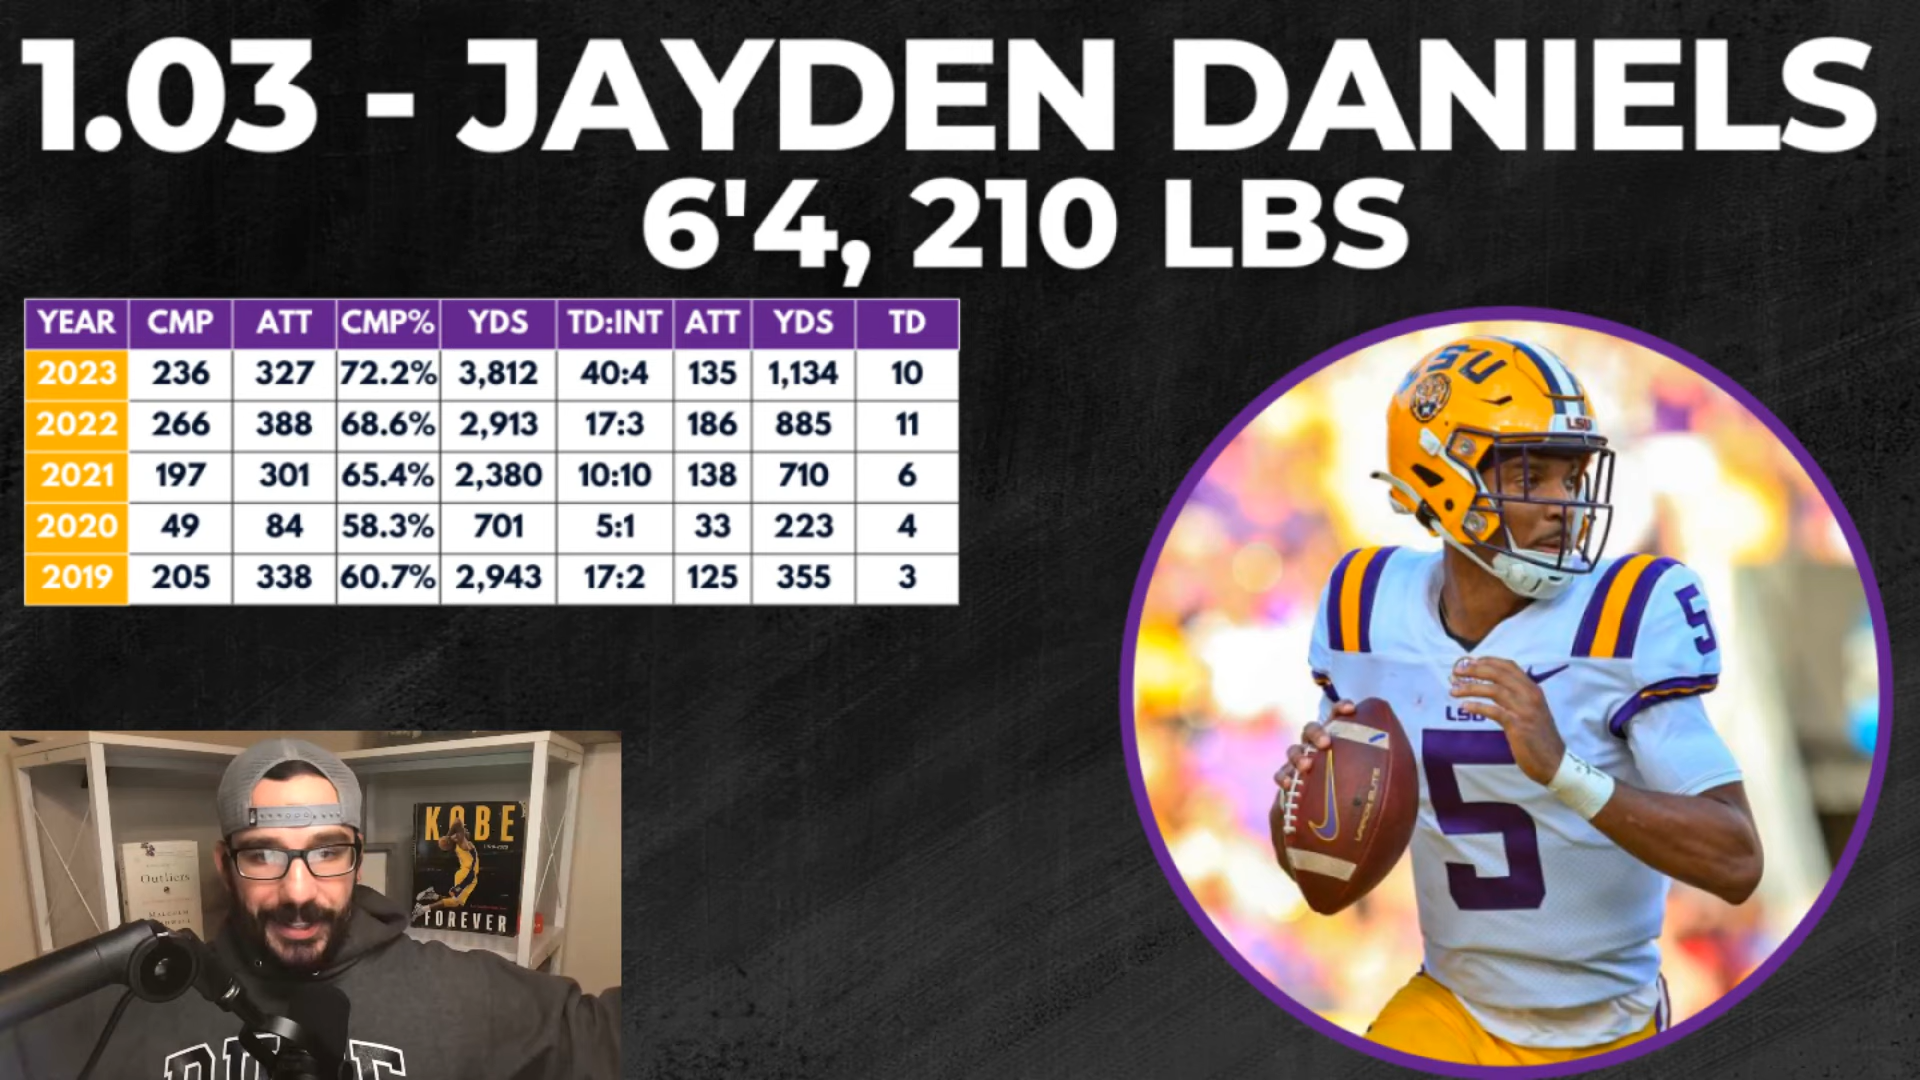 1.03 - JAYDEN DANIELS
6'4, 210 LBS
YEAR CMP ATT CMP% YDS TD:INT ATT YDS TD
2023 236 327 72.2% 3,812 40:4 135 1,134 10
2022 266 388 68.6% 2,913 17:3 186 885 11
2021 197 301 65.4% 2,380 10:10 138 710 6
2020 49 84 58.3% 701 5:1 33 223 4
2019 205 338 60.7% 2,943 17:2 125 355 3
LSU
LSU
5
LSU
5
KOBE
FOREVER
Outliers